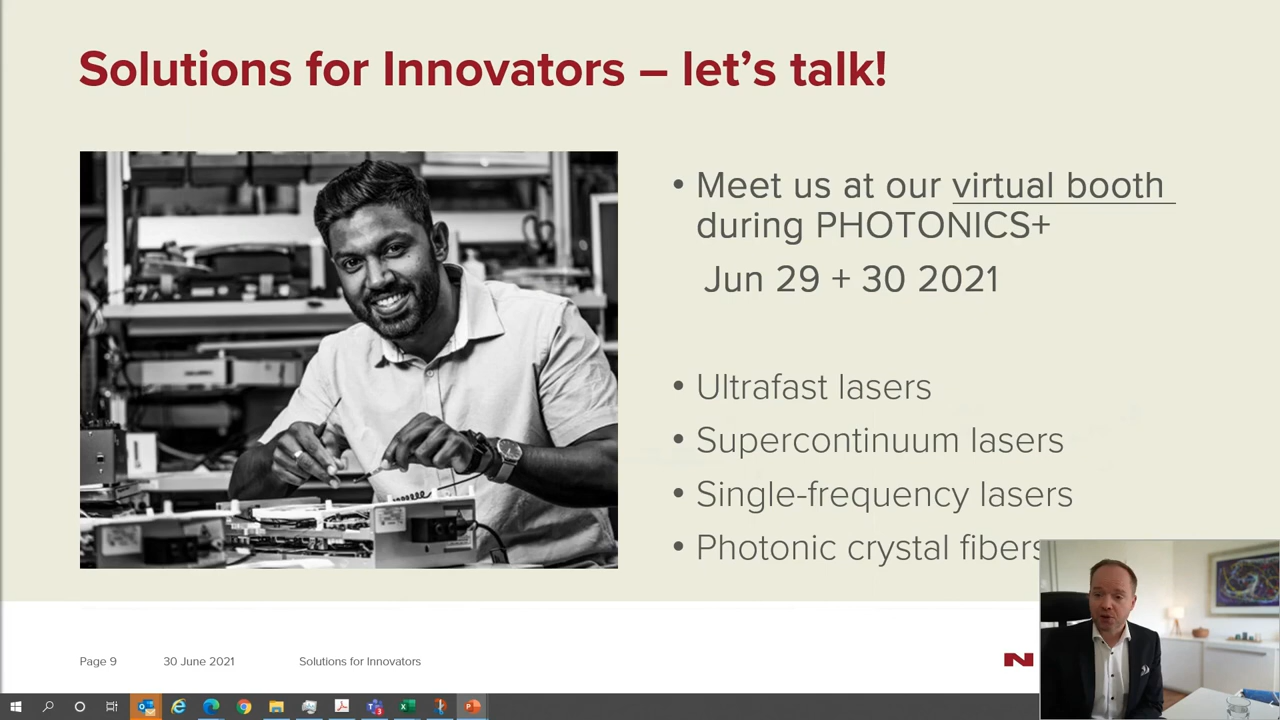 Solutions for Innovators – let’s talk!
• Meet us at our virtual booth
during PHOTONICS+
Jun 29 + 30 2021
• Ultrafast lasers
• Supercontinuum lasers
• Single-frequency lasers
• Photonic crystal fibers
Page 9 30 June 2021 Solutions for Innovators
N